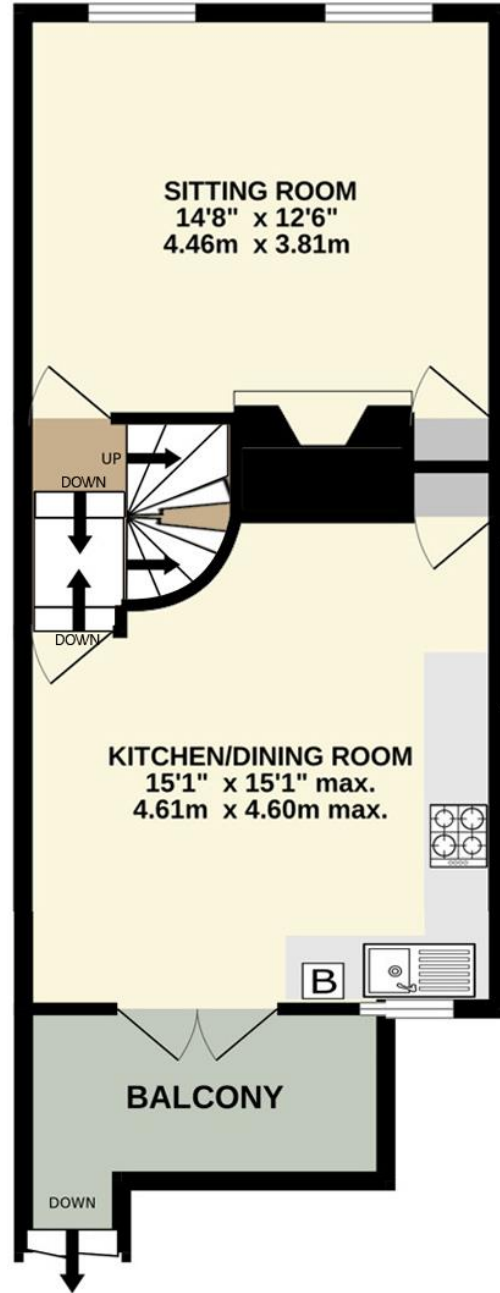 SITTING ROOM
14'8" x 12'6"
4.46m x 3.81m
UP
DOWN
DOWN
KITCHEN/DINING ROOM
15'1" x 15'1" max.
4.61m x 4.60m max.
B
BALCONY
DOWN